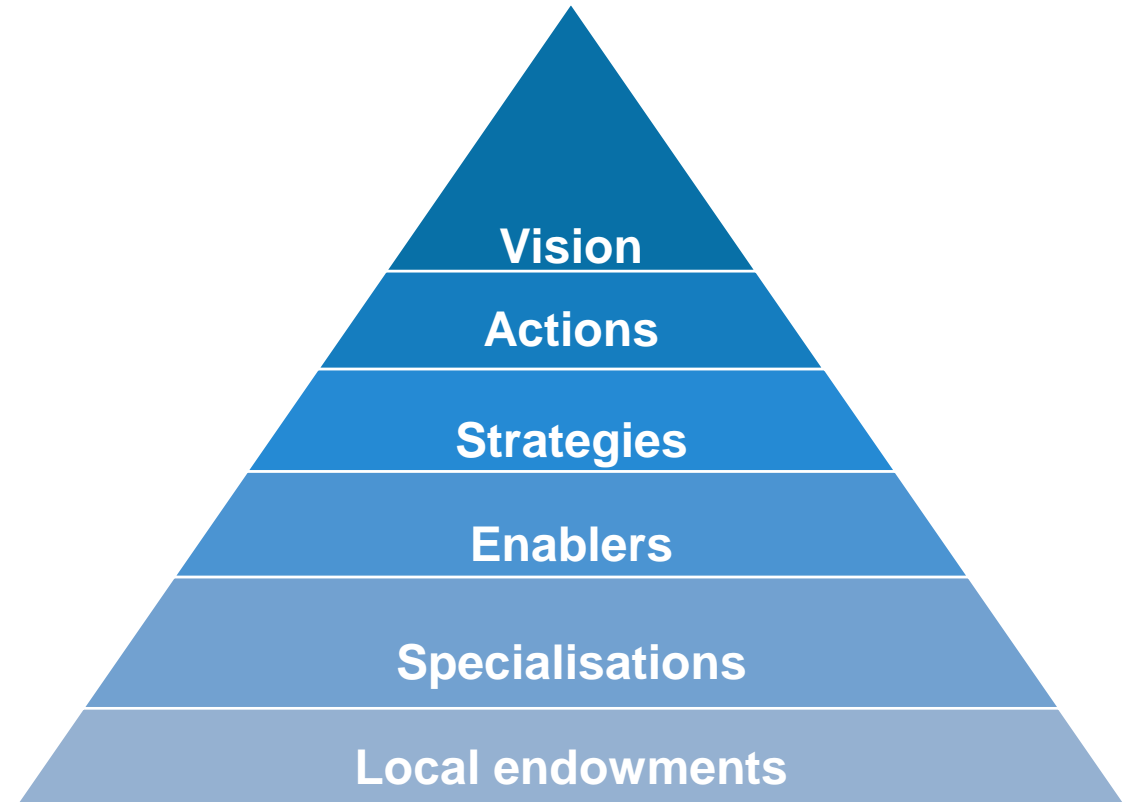 Vision
Actions
Strategies
Enablers
Specialisations
Local endowments